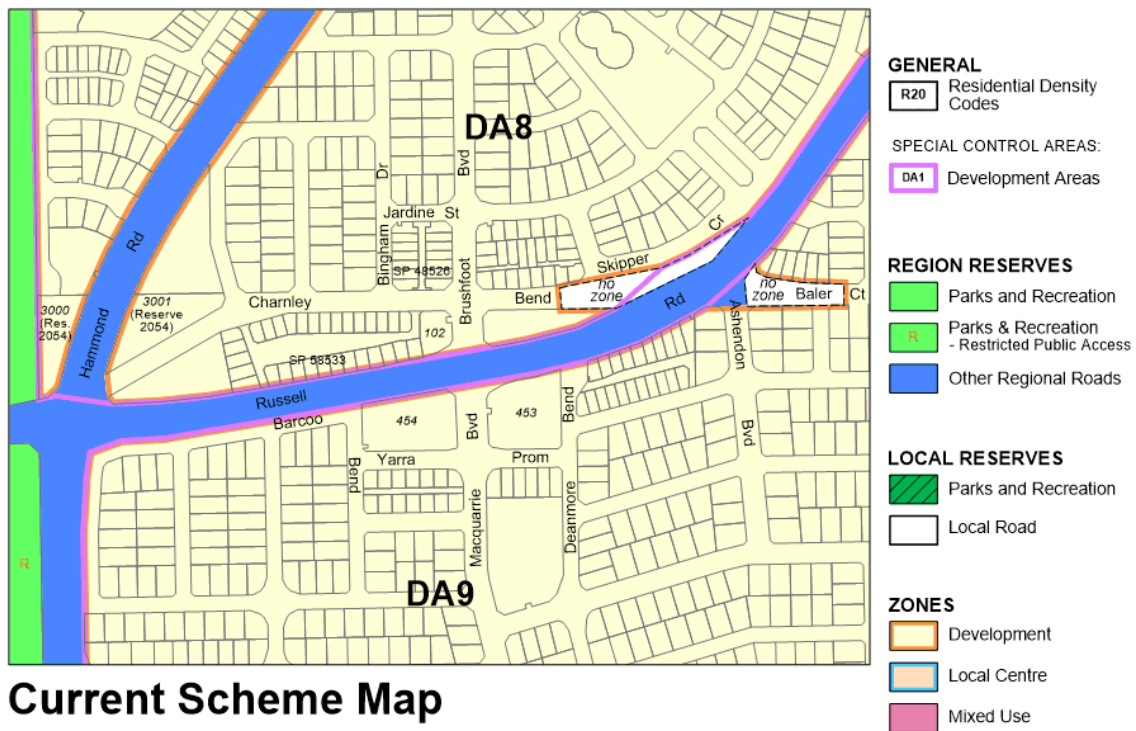 DA8
Dr
Bvd
Jardine St
Bingham
SP 48526
Brushfoot
Skipper
Cr
no
zone
no
zone
Baler
Ct
Bend
Charnley
Rd
Rd
Ashendon
3000
(Res.
2054)
3001
(Reserve
2054)
Hammond
102
SP 58533
Russell
Barcoo
454
Bvd
453
Bend
Bvd
Yarra
Prom
Bend
Macquarrie
Deanmore
R
DA9
Current Scheme Map
GENERAL
R20
Residential Density
Codes
SPECIAL CONTROL AREAS:
DA1
Development Areas
REGION RESERVES
Parks and Recreation
R
Parks & Recreation
- Restricted Public Access
Other Regional Roads
LOCAL RESERVES
Parks and Recreation
Local Road
ZONES
Development
Local Centre
Mixed Use